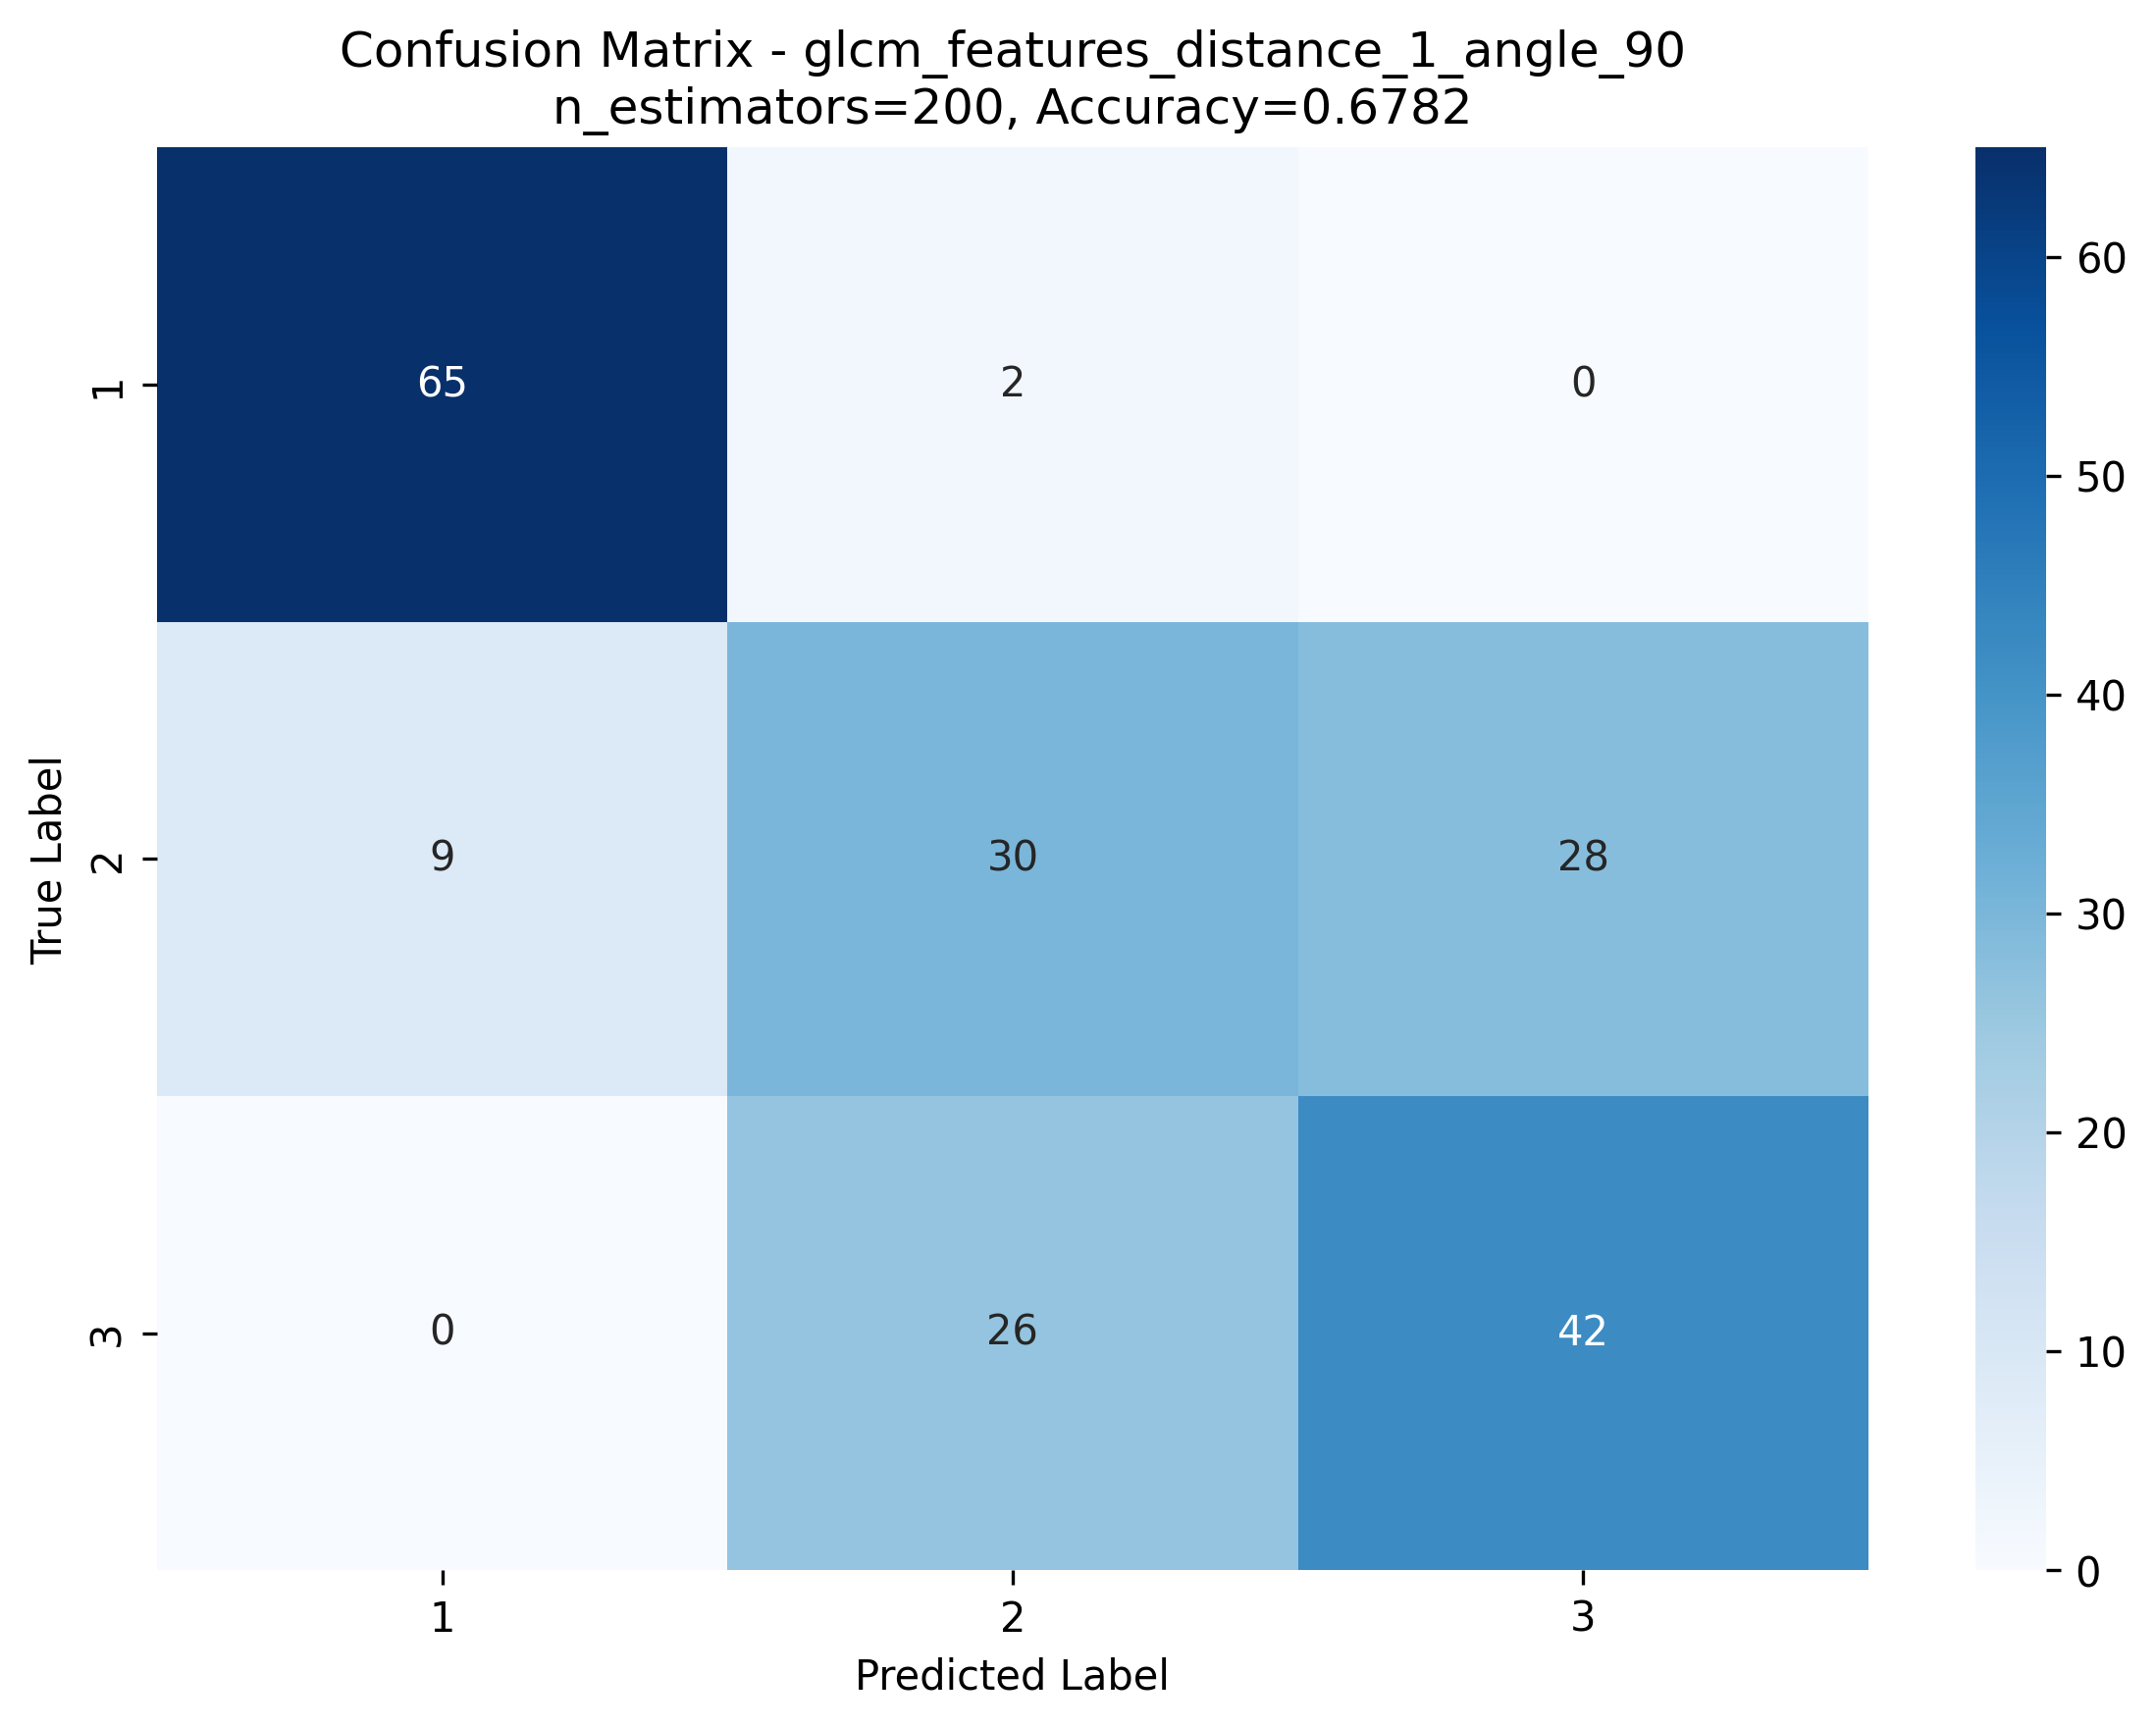 Confusion Matrix - glcm_features_distance_1_angle_90
n_estimators=200, Accuracy=0.6782
65 2 0
9 30 28
0 26 42
1
2
3
True Label
1 2 3
Predicted Label
60
50
40
30
20
10
0